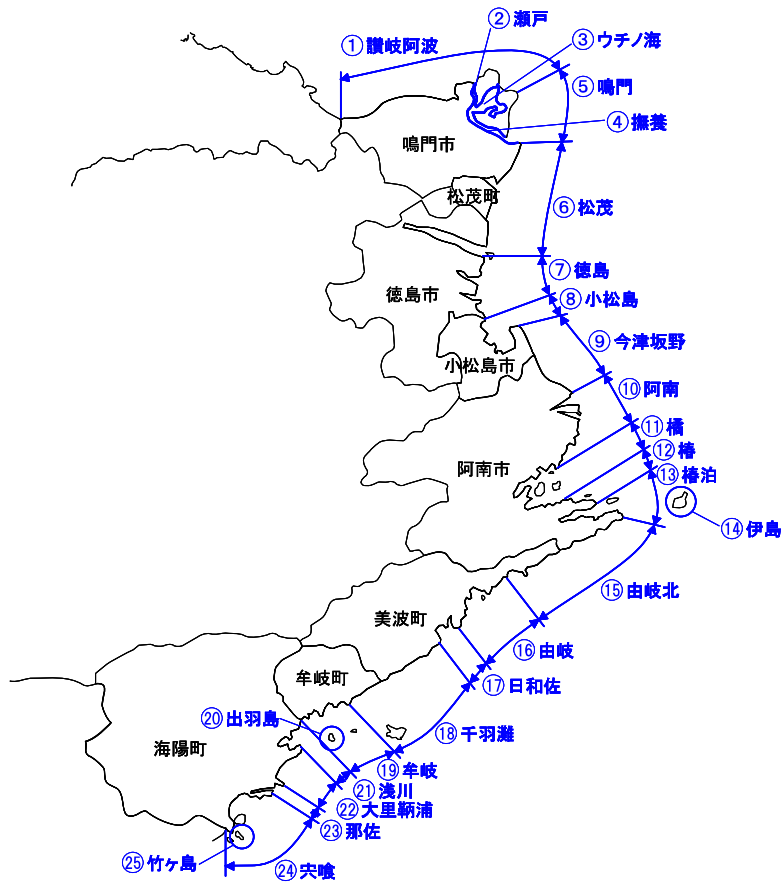 ②瀬戸
①讃岐阿波
③ウチノ海
⑤鳴門
④撫養
鳴門市
松茂町
⑥松茂
⑦徳島
徳島市
⑧小松島
⑨今津坂野
小松島市
⑩阿南
⑪橘
⑫椿
阿南市
⑬椿泊
⑭伊島
⑮由岐北
美波町
⑯由岐
牟岐町
⑰日和佐
⑳出羽島
⑱千羽灘
海陽町
⑲牟岐
㉑浅川
㉒大里鞆浦
㉓那佐
㉕竹ヶ島
㉔宍喰